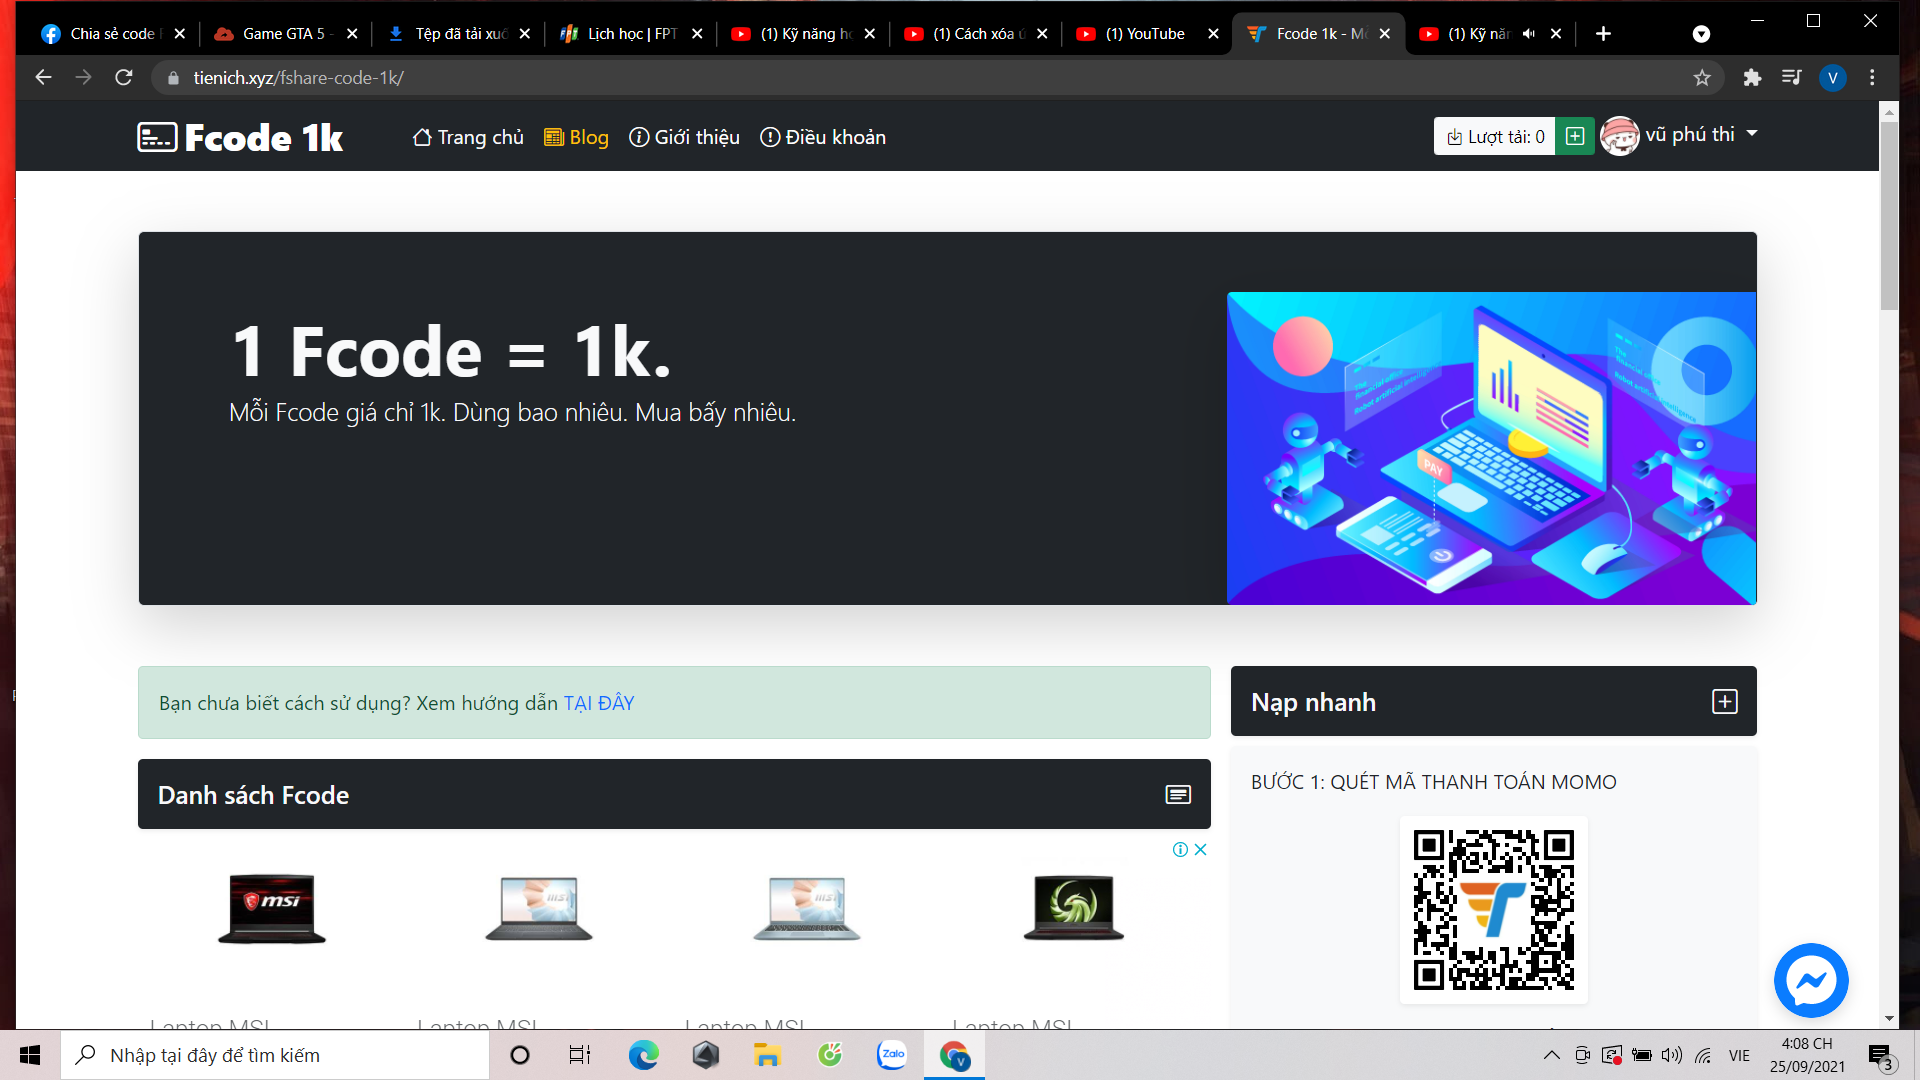 Chia sẻ code
Game GTA 5 -
Tệp đã tải xuố
Lịch học | FPT
(1) Kỹ năng h
(1) Cách xóa
(1) YouTube
Fcode 1k - M
(1) Kỹ nă
tienich.xyz/fshare-code-1k/
V
Fcode 1k
Trang chủ
Blog
Giới thiệu
Điều khoản
Lượt tải: 0
vũ phú thi
1 Fcode = 1k.
Mỗi Fcode giá chỉ 1k. Dùng bao nhiêu. Mua bấy nhiêu.
PAY
Bạn chưa biết cách sử dụng? Xem hướng dẫn TẠI ĐÂY
Nạp nhanh
Danh sách Fcode
BƯỚC 1: QUÉT MÃ THANH TOÁN MOMO
msi
msi
msi
Laptop MSI
Laptop MSI
Laptop MSI
Laptop MSI
Nhập tại đây để tìm kiếm
Zalo
V
VIE
4:08 CH
25/09/2021
3